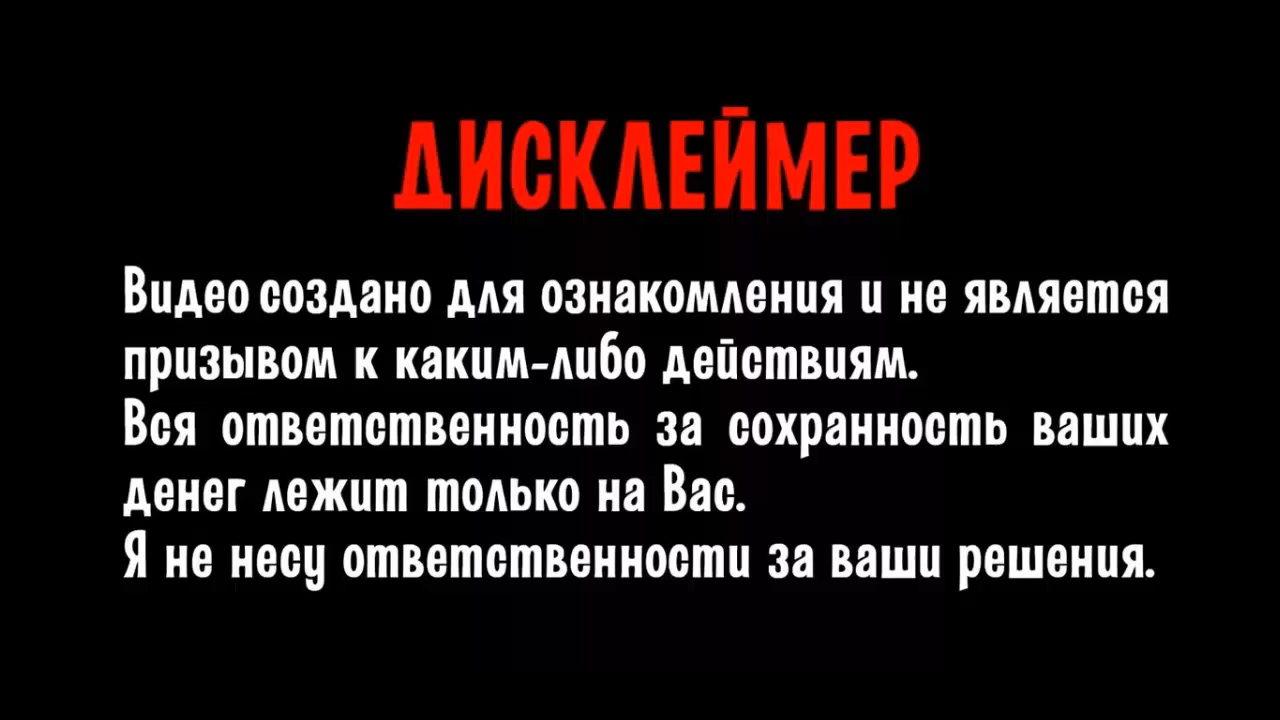 ДИСКЛЕЙМЕР
Видео создано для ознакомления и не является
призывом к каким-либо действиям.
Вся ответственность за сохранность ваших
денег лежит только на Вас.
Я не несу ответственности за ваши решения.